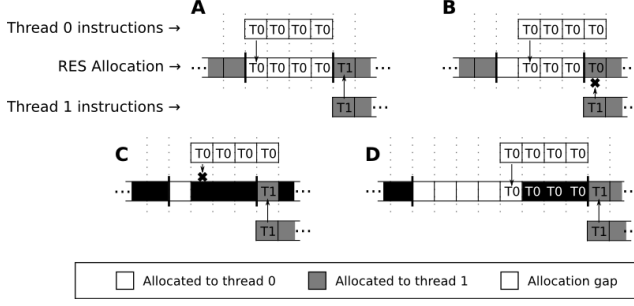 A B
Thread 0 instructions → T0 T0 T0 T0 T0 T0 T0 T0
RES Allocation → ... T0 T0 T0 T0 T1 ... ... T0 T0 T0 T0 ...
Thread 1 instructions → T1 ... T1 ...
C D
T0 T0 T0 T0 T0 T0 T0 T0
... T1 ... ... T0 T0 T0 T0 T1 ...
T1 ... T1 ...
Allocated to thread 0 Allocated to thread 1 Allocation gap